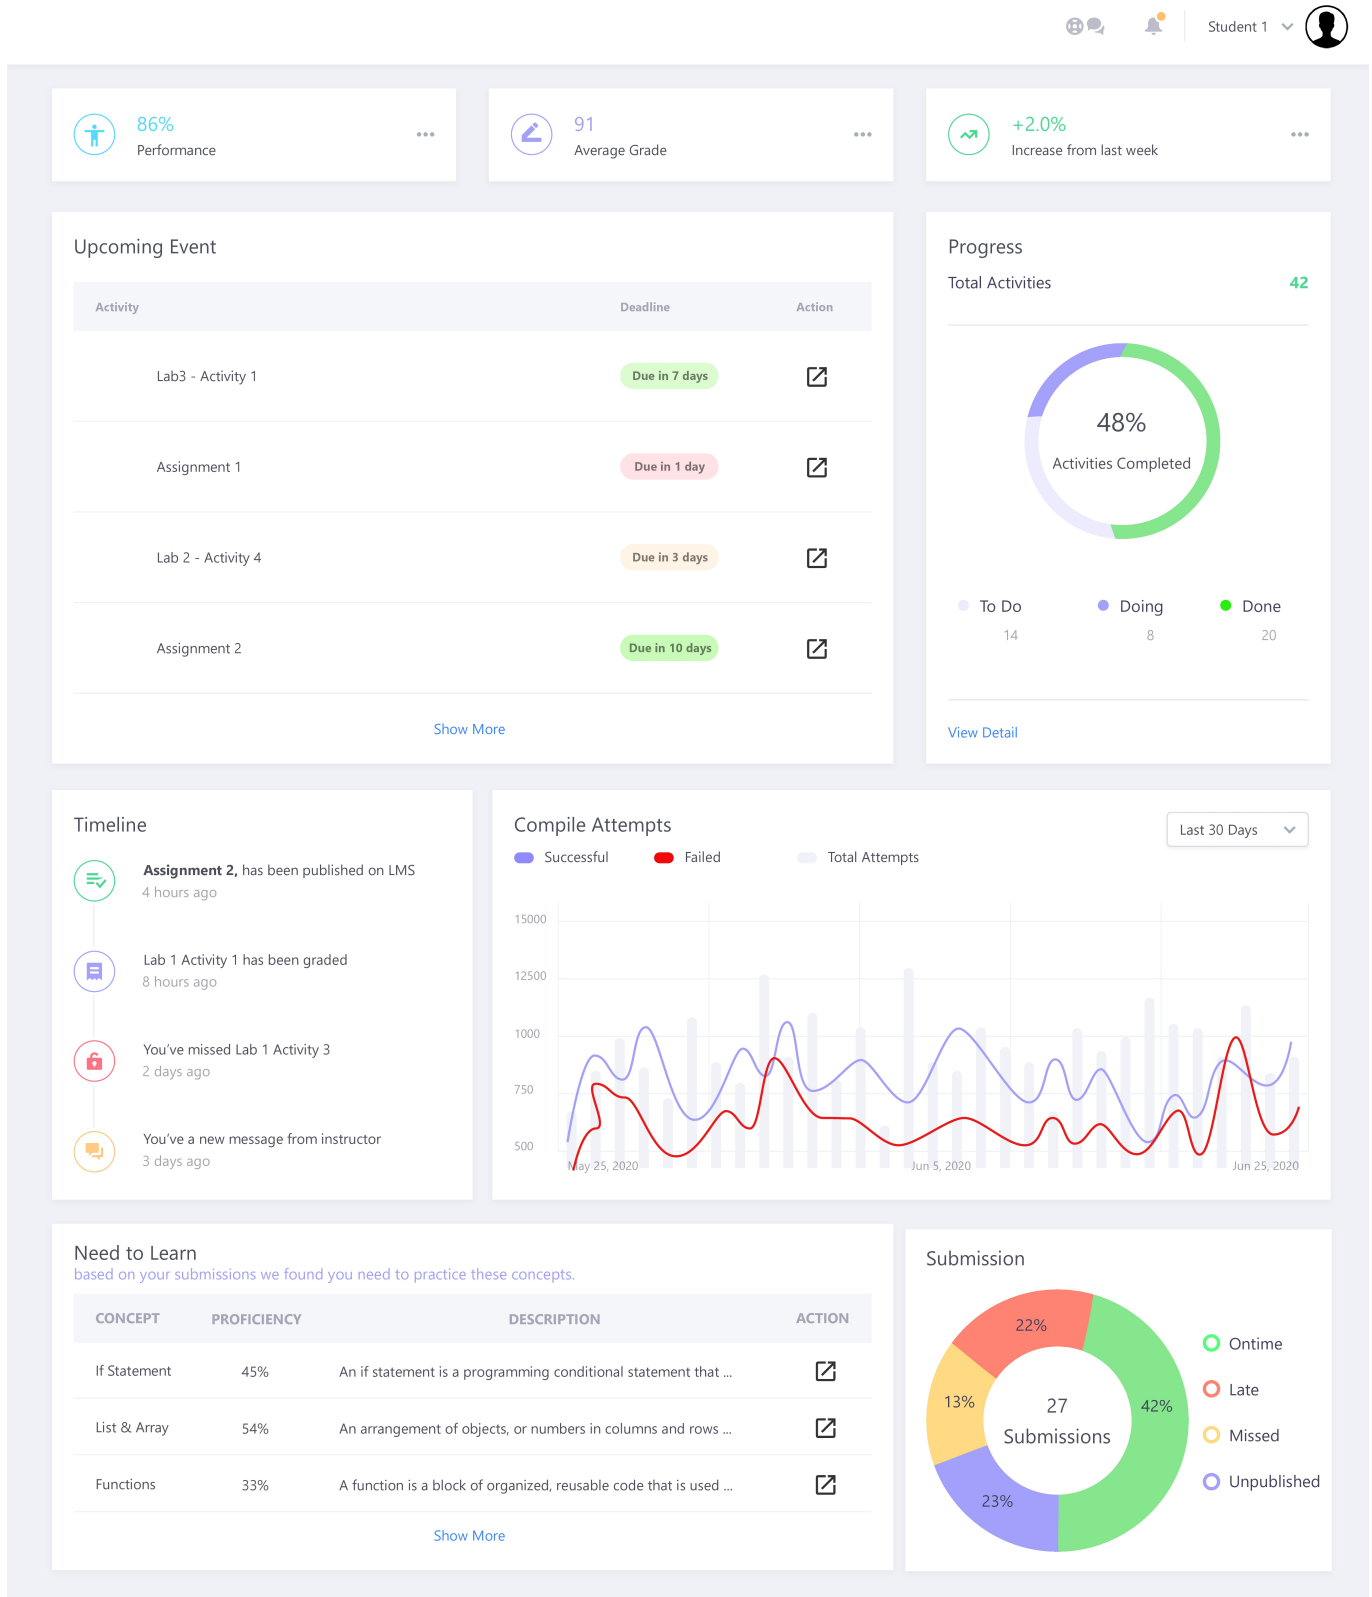 Student 1
86%
Performance
91
Average Grade
+2.0%
Increase from last week
Upcoming Event
Activity Deadline Action
Lab3 - Activity 1 Due in 7 days
Assignment 1 Due in 1 day
Lab 2 - Activity 4 Due in 3 days
Assignment 2 Due in 10 days
Show More
Progress
Total Activities 42
48%
Activities Completed
To Do Doing Done
14 8 20
View Detail
Timeline
Assignment 2, has been published on LMS
4 hours ago
Lab 1 Activity 1 has been graded
8 hours ago
You've missed Lab 1 Activity 3
2 days ago
You've a new message from instructor
3 days ago
Compile Attempts
Last 30 Days
Successful Failed Total Attempts
15000
12500
1000
750
500
May 25, 2020 Jun 5, 2020 Jun 25, 2020
Need to Learn
based on your submissions we found you need to practice these concepts.
CONCEPT PROFICIENCY DESCRIPTION ACTION
If Statement 45% An if statement is a programming conditional statement that ...
List & Array 54% An arrangement of objects, or numbers in columns and rows ...
Functions 33% A function is a block of organized, reusable code that is used ...
Show More
Submission
22%
13%
42%
23%
27
Submissions
Ontime
Late
Missed
Unpublished